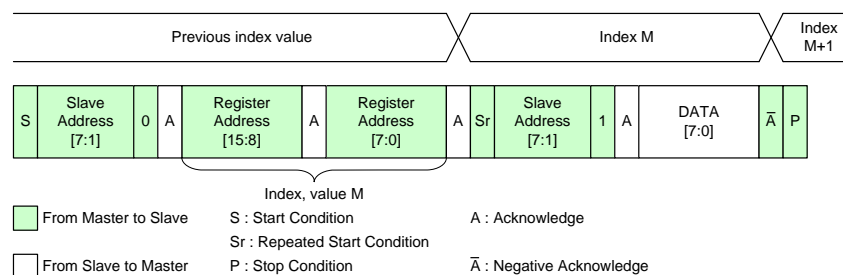 Previous index value
Index M
Index
M+1
S
Slave
Address
[7:1]
0
A
Register
Address
[15:8]
A
Register
Address
[7:0]
A
Sr
Slave
Address
[7:1]
1
A
DATA
[7:0]
A̅
P
Index, value M
From Master to Slave
S : Start Condition
A : Acknowledge
Sr : Repeated Start Condition
From Slave to Master
P : Stop Condition
A̅ : Negative Acknowledge